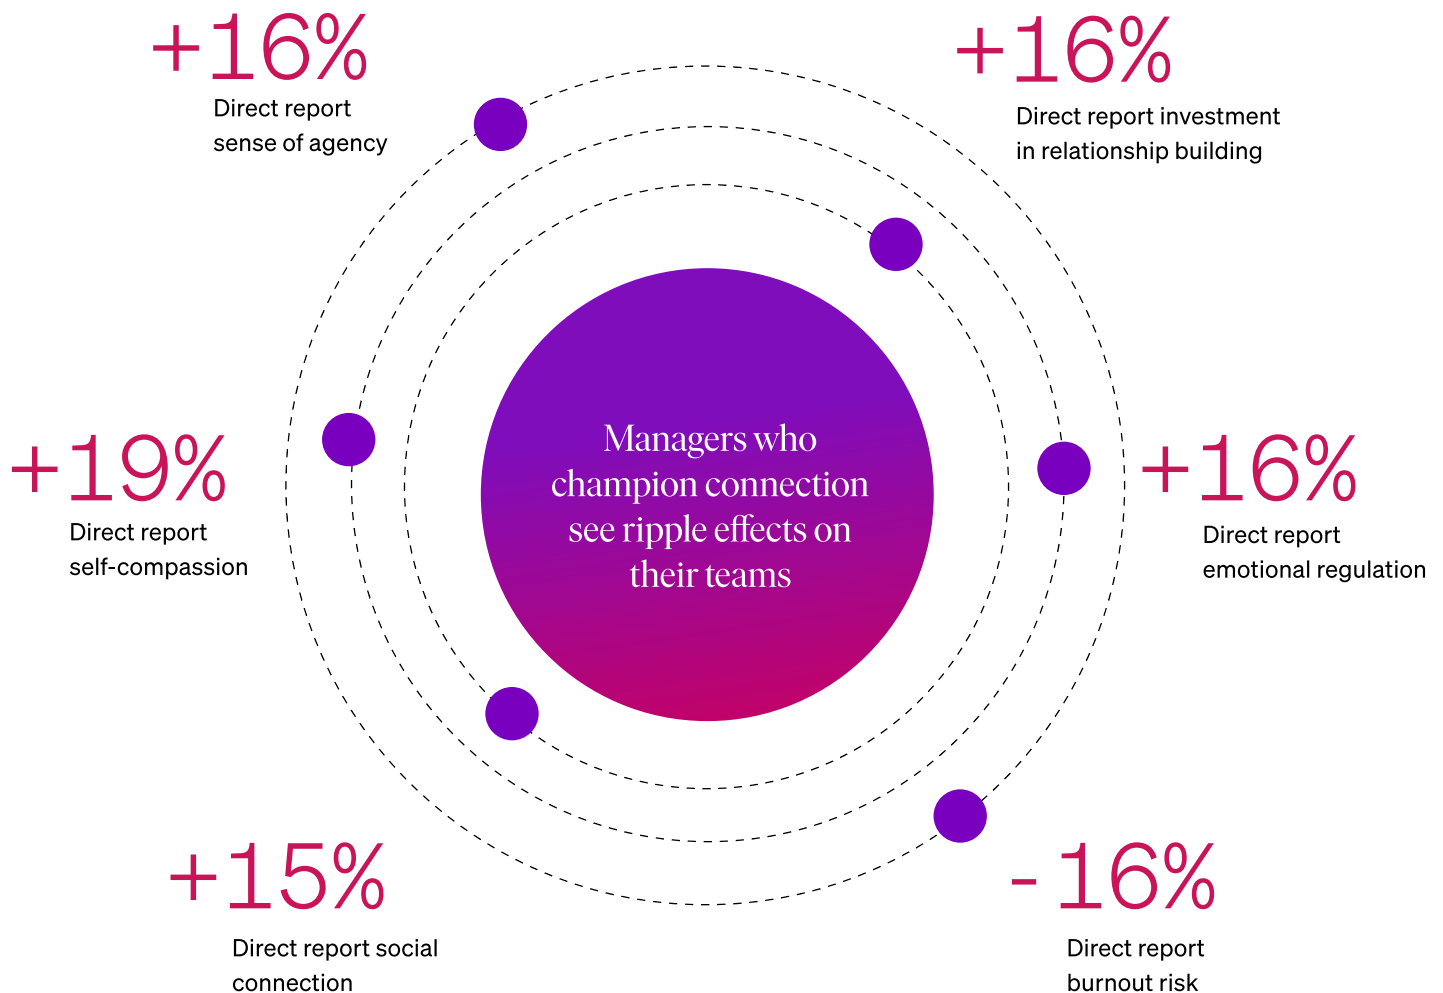 +16%
Direct report
sense of agency
+16%
Direct report investment
in relationship building
Managers who
champion connection
see ripple effects on
their teams
+19%
Direct report
self-compassion
+16%
Direct report
emotional regulation
+15%
Direct report social
connection
-16%
Direct report
burnout risk